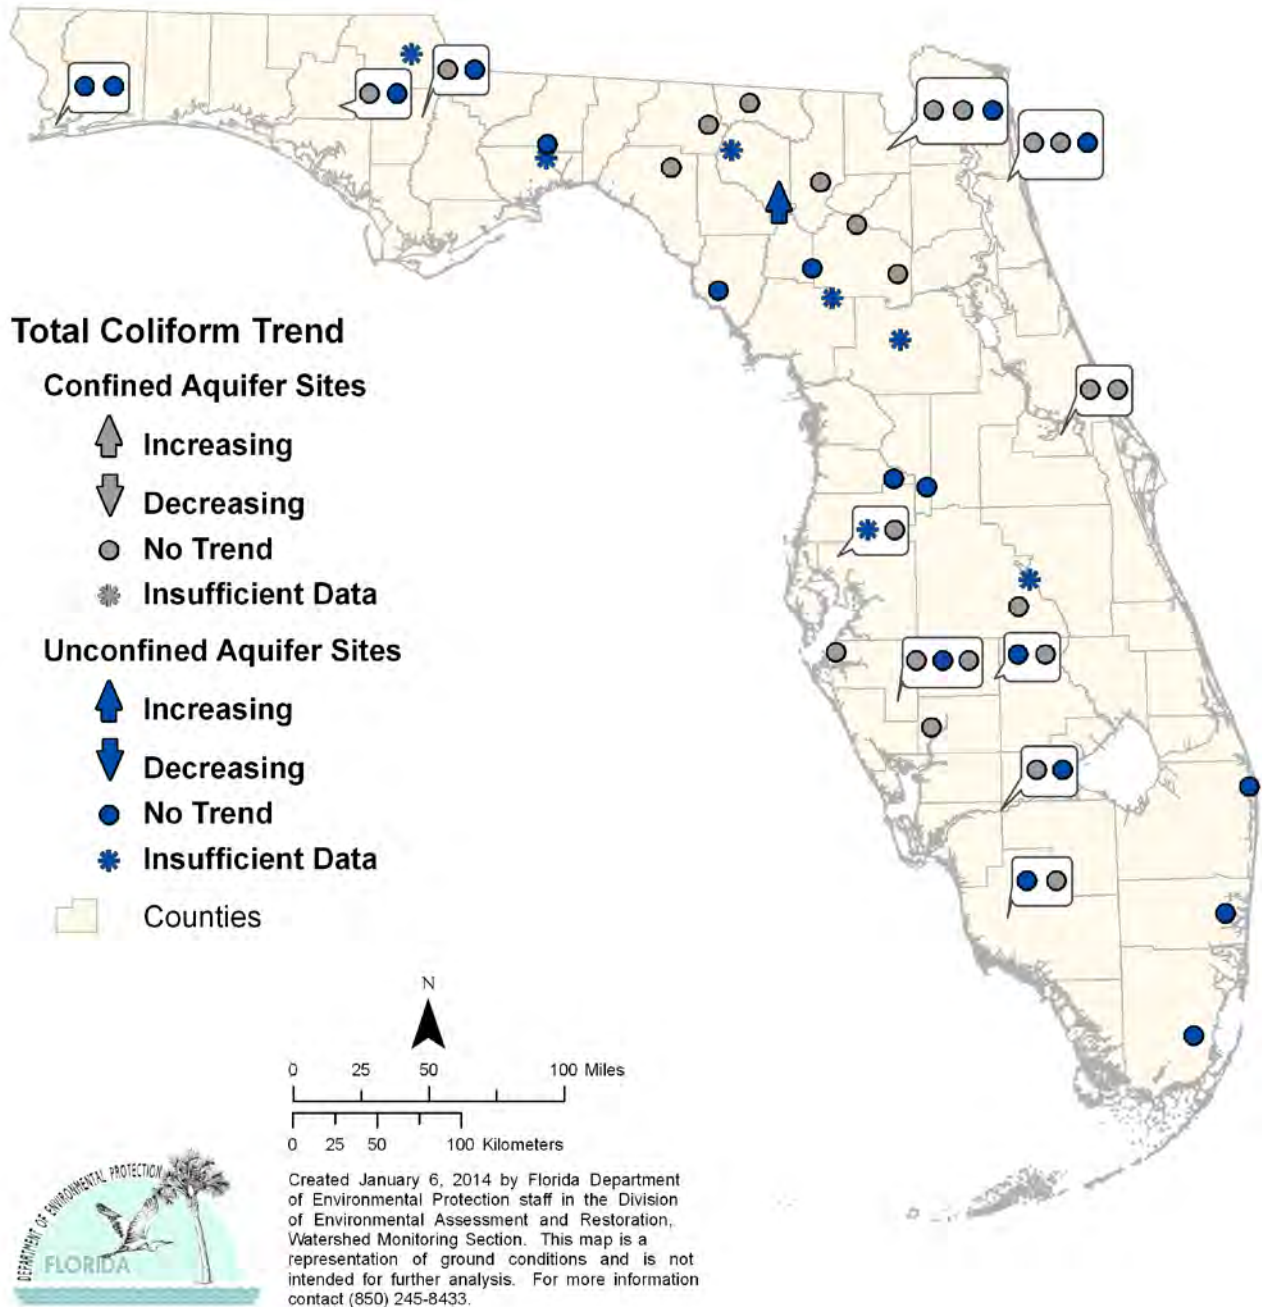 Total Coliform Trend
Confined Aquifer Sites
Increasing
Decreasing
No Trend
Insufficient Data
Unconfined Aquifer Sites
Increasing
Decreasing
No Trend
Insufficient Data
Counties
N
0 25 50 100 Miles
0 25 50 100 Kilometers
DEPARTMENT OF ENVIRONMENTAL PROTECTION
FLORIDA
Created January 6, 2014 by Florida Department
of Environmental Protection staff in the Division
of Environmental Assessment and Restoration,
Watershed Monitoring Section. This map is a
representation of ground conditions and is not
intended for further analysis. For more information
contact (850) 245-8433.